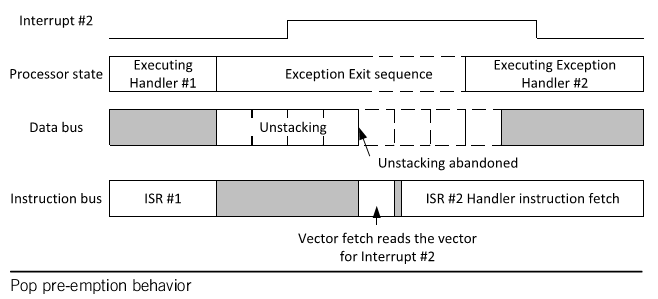 Interrupt #2
Processor state
Executing
Handler #1
Exception Exit sequence
Executing Exception
Handler #2
Data bus
Unstacking
Unstacking abandoned
Instruction bus
ISR #1
ISR #2 Handler instruction fetch
Vector fetch reads the vector
for Interrupt #2
Pop pre-emption behavior